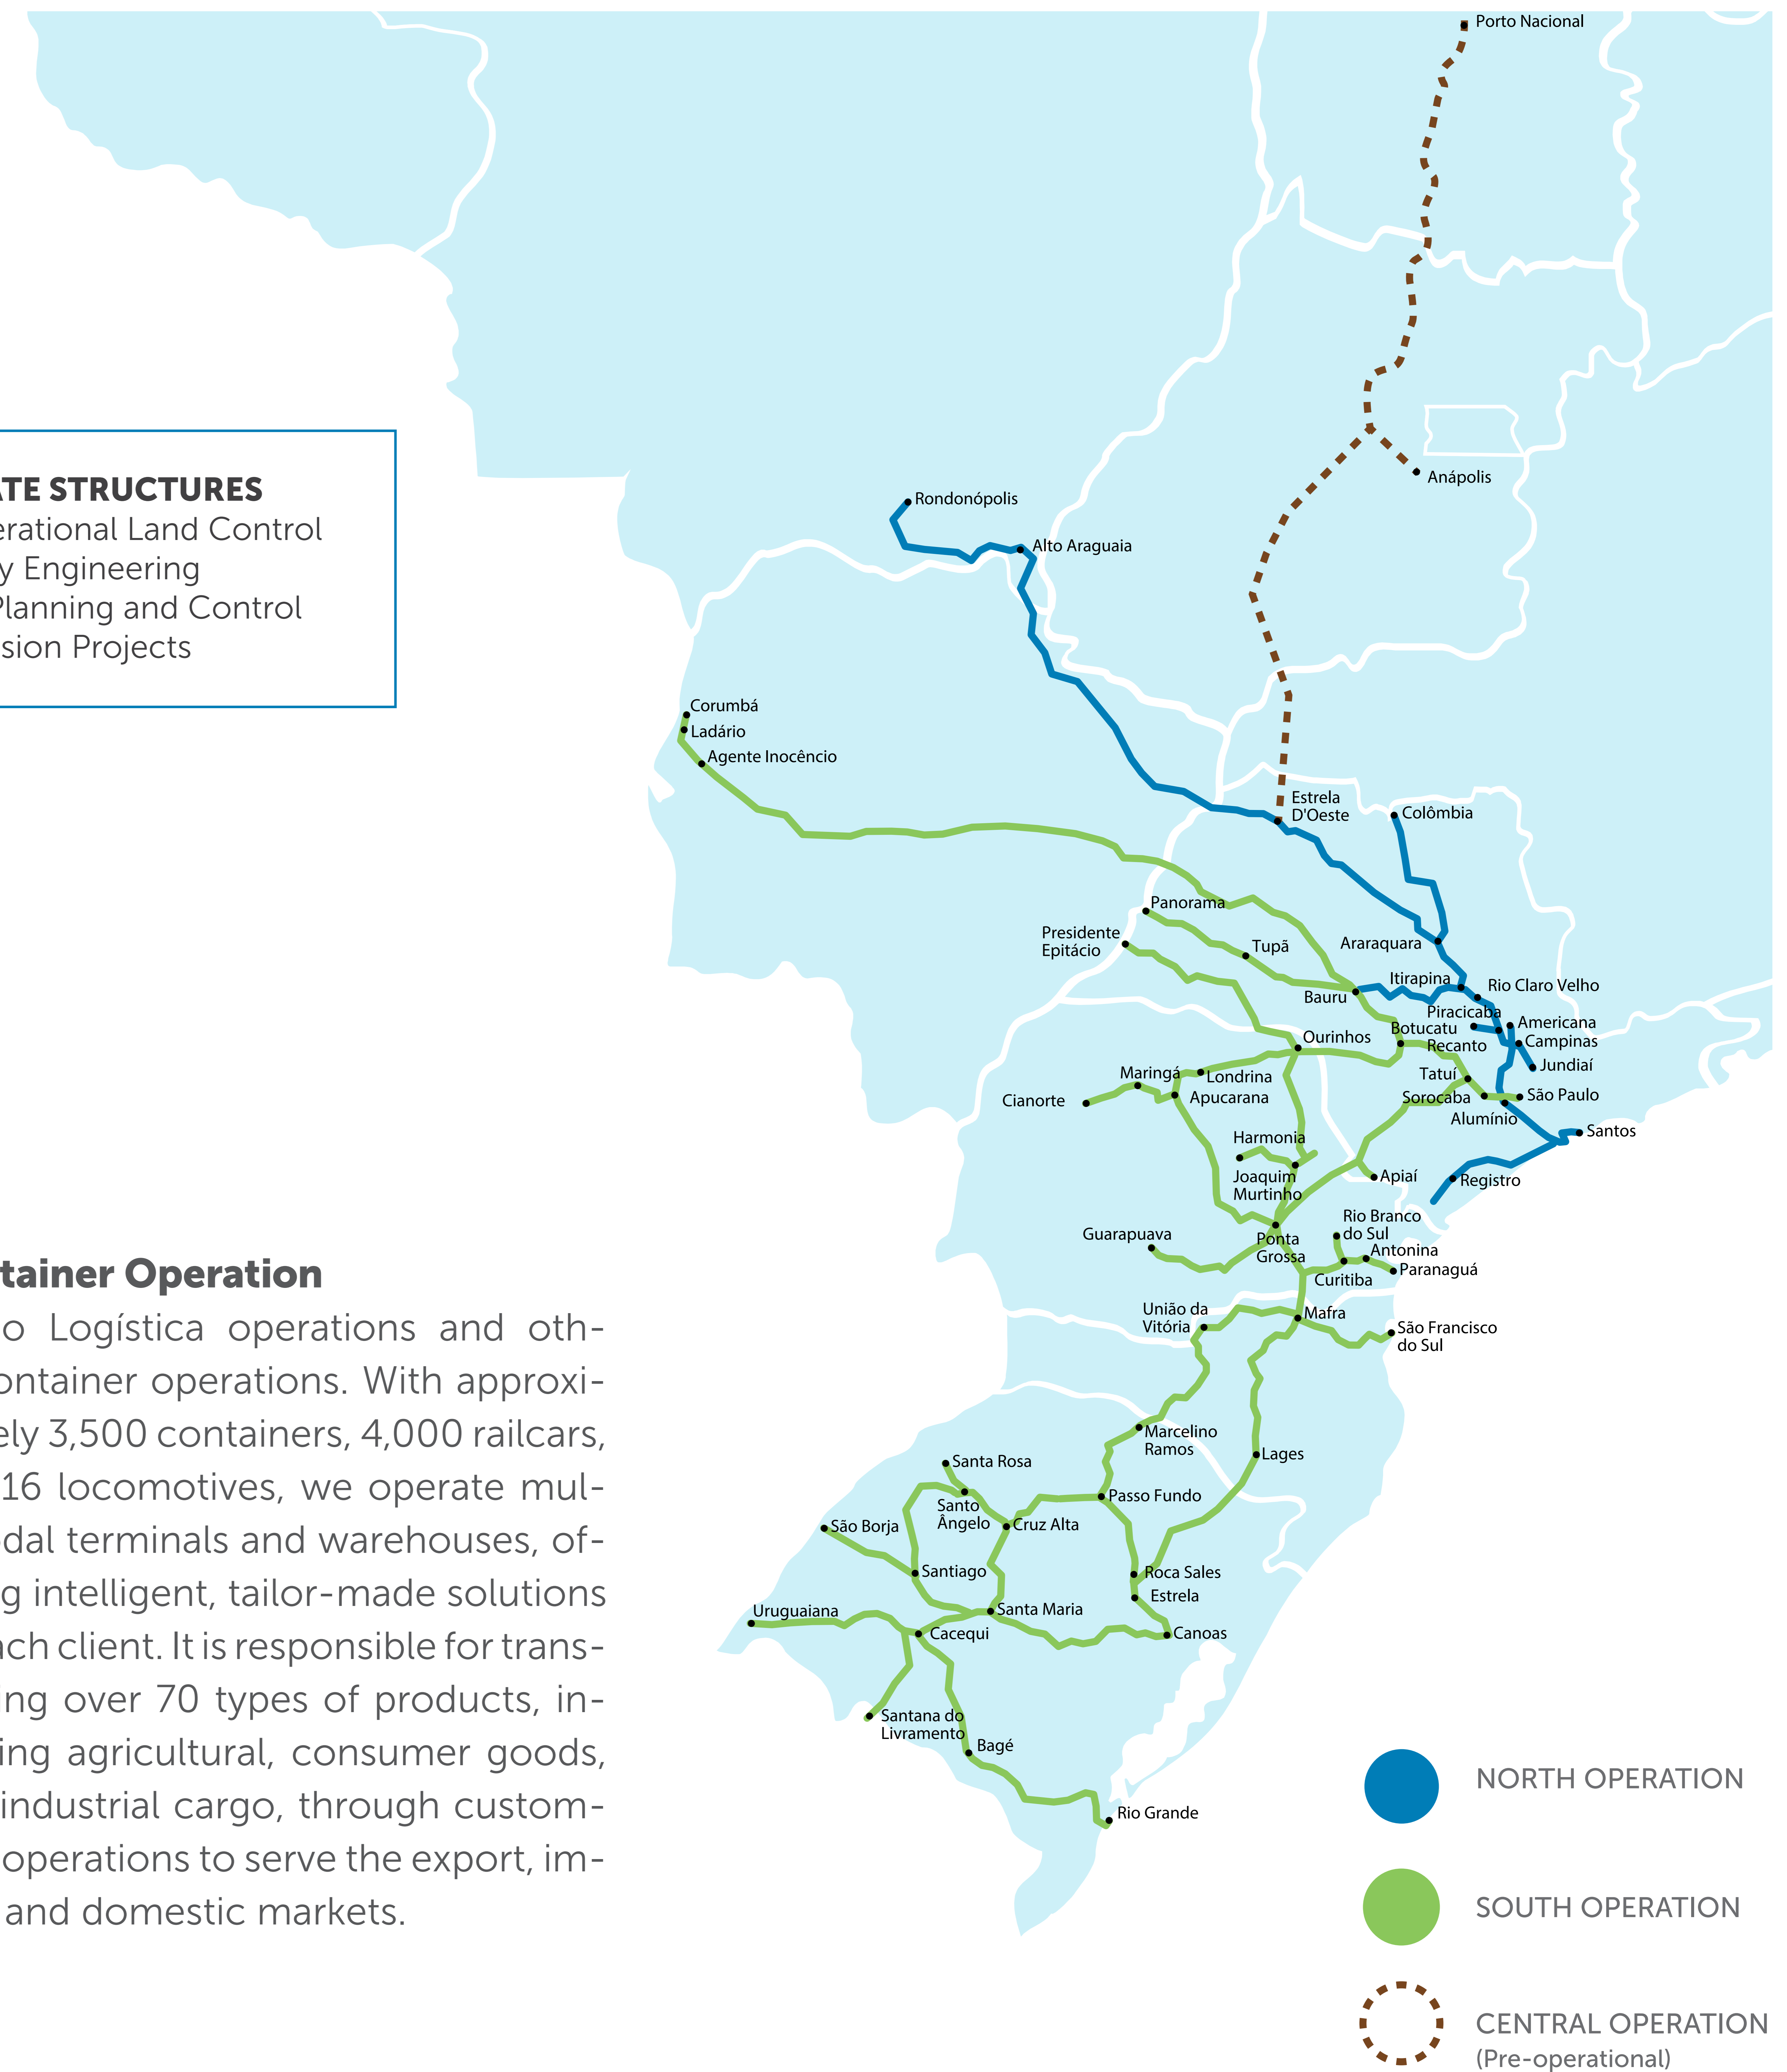 ATE STRUCTURES
erational Land Control
y Engineering
Planning and Control
sion Projects
tainer Operation
o Logística operations and oth-
ontainer operations. With approxi-
ely 3,500 containers, 4,000 railcars,
16 locomotives, we operate mul-
odal terminals and warehouses, of-
g intelligent, tailor-made solutions
ach client. It is responsible for trans-
ing over 70 types of products, in-
ing agricultural, consumer goods,
industrial cargo, through custom-
operations to serve the export, im-
and domestic markets.
Porto Nacional
Anápolis
Rondonópolis
Alto Araguaia
Corumbá
Ladário
Agente Inocêncio
Estrela
D'Oeste
Colômbia
Panorama
Presidente
Epitácio
Tupã
Araraquara
Itirapina
Rio Claro Velho
Bauru
Piracicaba
Americana
Botucatu
Recanto
Campinas
Ourinhos
Jundiaí
Tatuí
Maringá
Londrina
Cianorte
Apucarana
Sorocaba
São Paulo
Alumínio
Santos
Harmonia
Joaquim
Murtinho
Apiaí
Registro
Rio Branco
do Sul
Guarapuava
Ponta
Grossa
Antonina
Paranaguá
Curitiba
União da
Vitória
Mafra
São Francisco
do Sul
Marcelino
Ramos
Lages
Santa Rosa
Passo Fundo
Santo
Ângelo
Cruz Alta
São Borja
Santiago
Roca Sales
Estrela
Uruguaiana
Santa Maria
Cacequi
Canoas
Santana do
Livramento
Bagé
Rio Grande
NORTH OPERATION
SOUTH OPERATION
CENTRAL OPERATION
(Pre-operational)